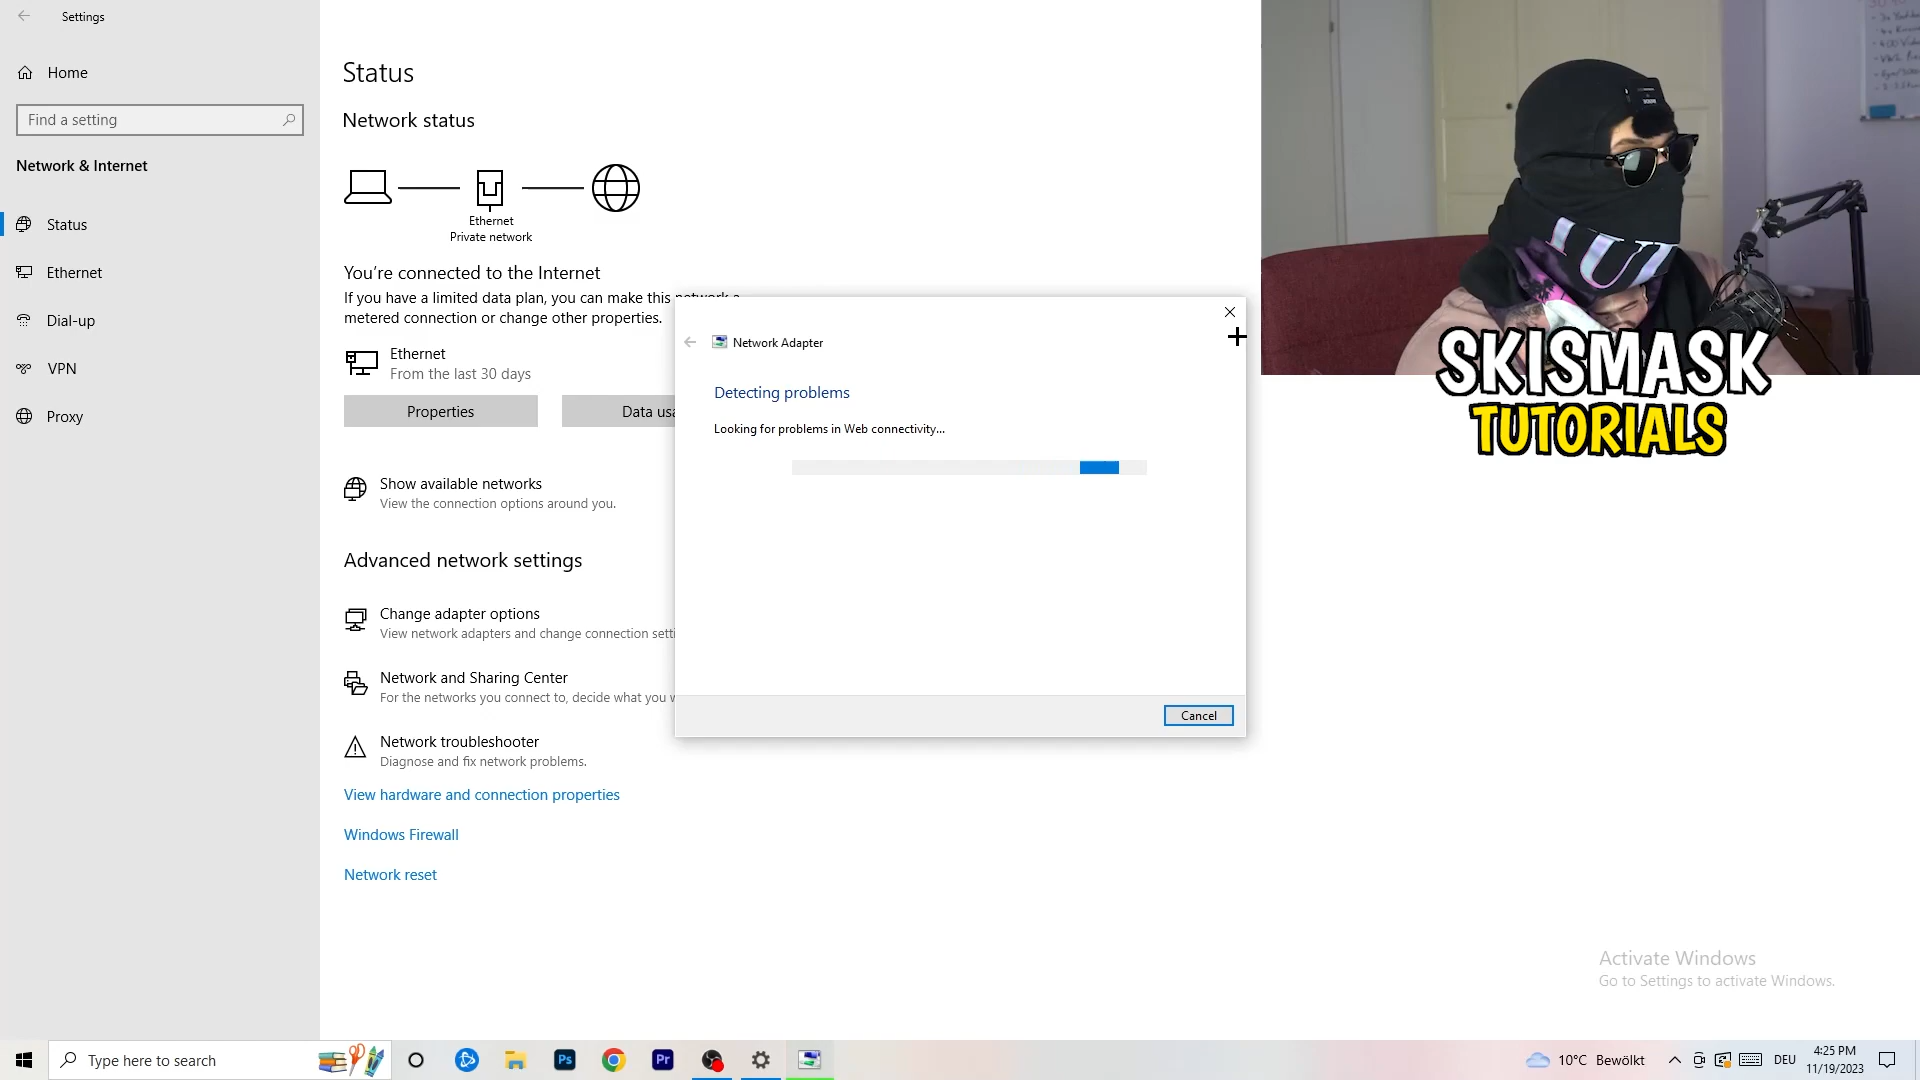 Settings
Home
Find a setting
Network & Internet
Status
Ethernet
Dial-up
VPN
Proxy
Status
Network status
Ethernet
Private network
You're connected to the Internet
If you have a limited data plan, you can make this network a
metered connection or change other properties.
Ethernet
From the last 30 days
Properties
Data usa
Show available networks
View the connection options around you.
Advanced network settings
Change adapter options
View network adapters and change connection setti
Network and Sharing Center
For the networks you connect to, decide what you w
Network troubleshooter
Diagnose and fix network problems.
View hardware and connection properties
Windows Firewall
Network reset
Network Adapter
Detecting problems
Looking for problems in Web connectivity...
Cancel
SKISMASK
TUTORIALS
Activate Windows
Go to Settings to activate Windows.
Type here to search
Ps
Pr
10°C Bewölkt
DEU
4:25 PM
11/19/2023